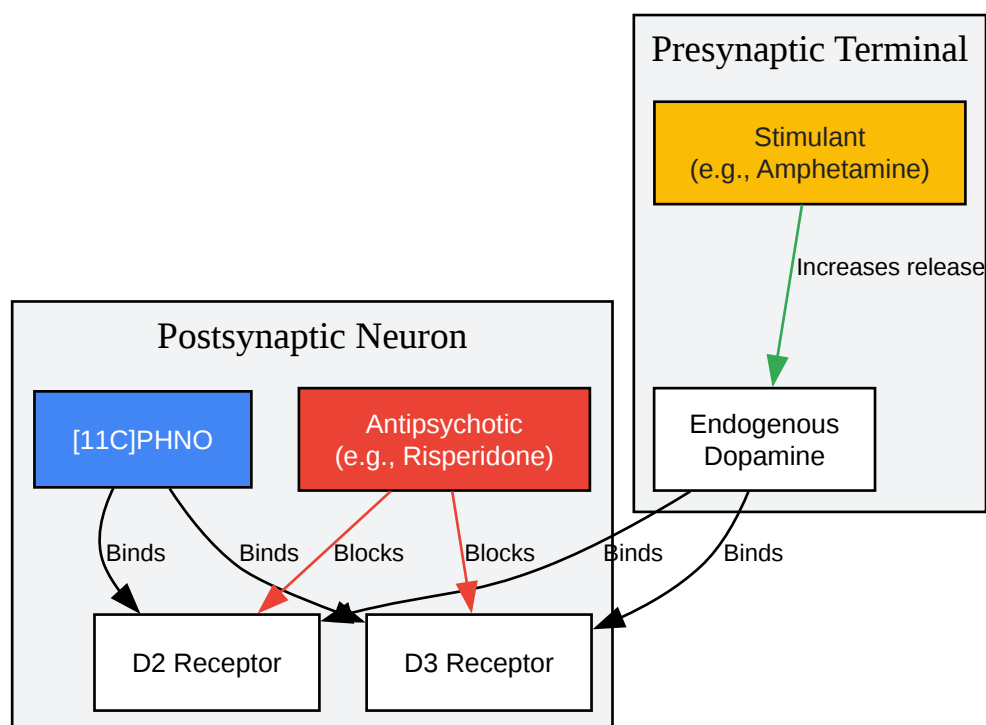 Presynaptic Terminal
Stimulant
(e.g., Amphetamine)
Increases release
Postsynaptic Neuron
[11C]PHNO
Antipsychotic
(e.g., Risperidone)
Endogenous
Dopamine
Binds
Binds
Blocks
Blocks
Binds
Binds
D2 Receptor
D3 Receptor